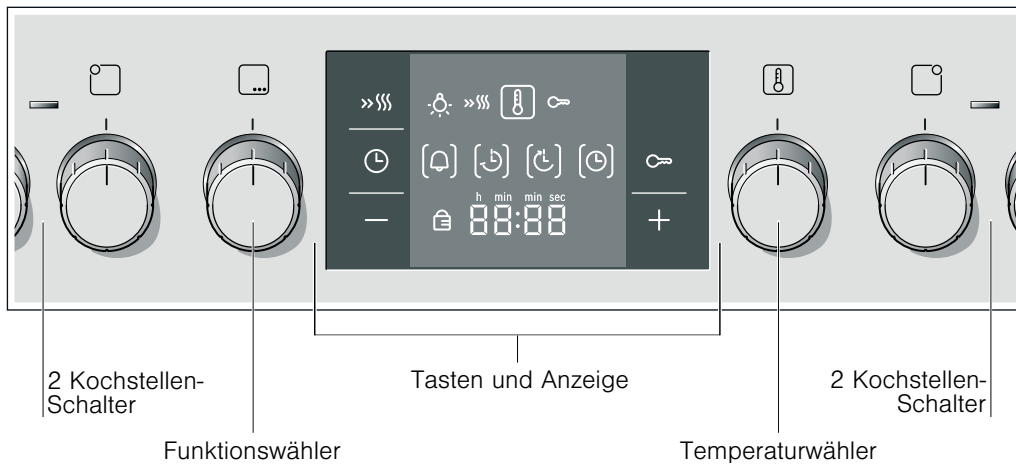 h min min sec
88:88
2 Kochstellen-
Schalter
Tasten und Anzeige
2 Kochstellen-
Schalter
Funktionswähler
Temperaturwähler